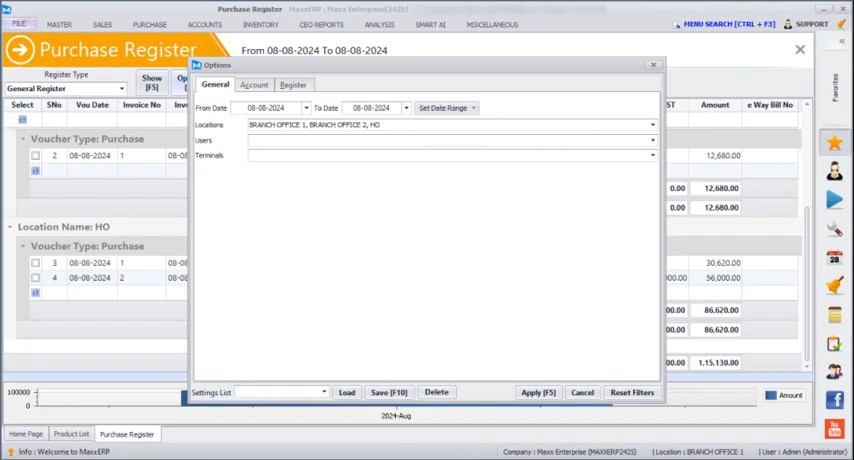 Purchase Register - MaxxERP - Maxx Enterprise(2425)
FILE MASTER SALES PURCHASE ACCOUNTS INVENTORY CEO REPORTS ANALYSIS SMART AI MISCELLANEOUS MENU SEARCH [CTRL + F3] SUPPORT
Purchase Register From 08-08-2024 To 08-08-2024
Register Type
General Register
Show
[F5]
Select SNo Vou Date Invoice No Amount e Way Bill No
Voucher Type: Purchase
2 08-08-2024 1 12,680.00
0.00 12,680.00
0.00 12,680.00
Location Name: HO
Voucher Type: Purchase
3 08-08-2024 1 30,620.00
4 08-08-2024 2 56,000.00
86,620.00
86,620.00
1,15,130.00
Options
General Account Register
From Date 08-08-2024 To Date 08-08-2024 Set Date Range
Locations BRANCH OFFICE 1, BRANCH OFFICE 2, HO
Users
Terminals
Settings List Load Save [F10] Delete Apply [F5] Cancel Reset Filters
Favorites
28
You
Tube
100000
0
2024-Aug
Amount
Home Page Product List Purchase Register
Info : Welcome to MaxxERP Company : Maxx Enterprise (MAXXERP2425) Location : BRANCH OFFICE 1 User : Admin (Administrator)